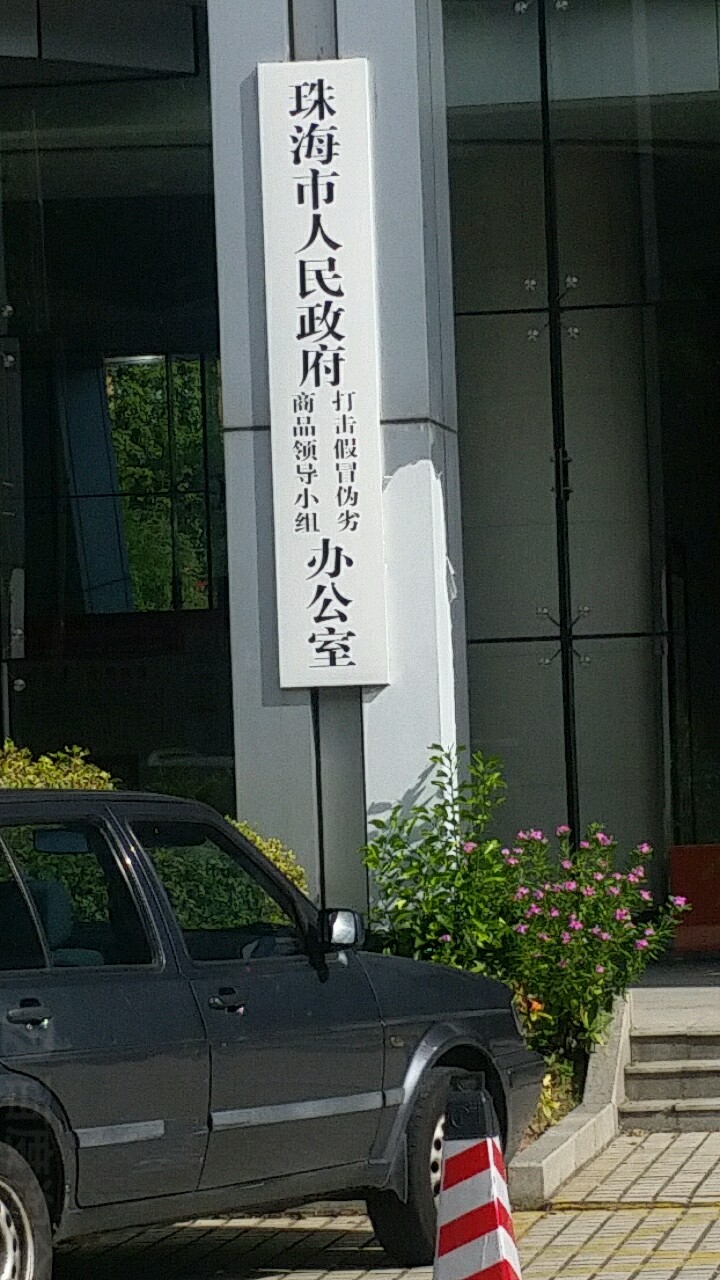 珠海市人民政府
打击假冒伪劣
商品领导小组
办公室